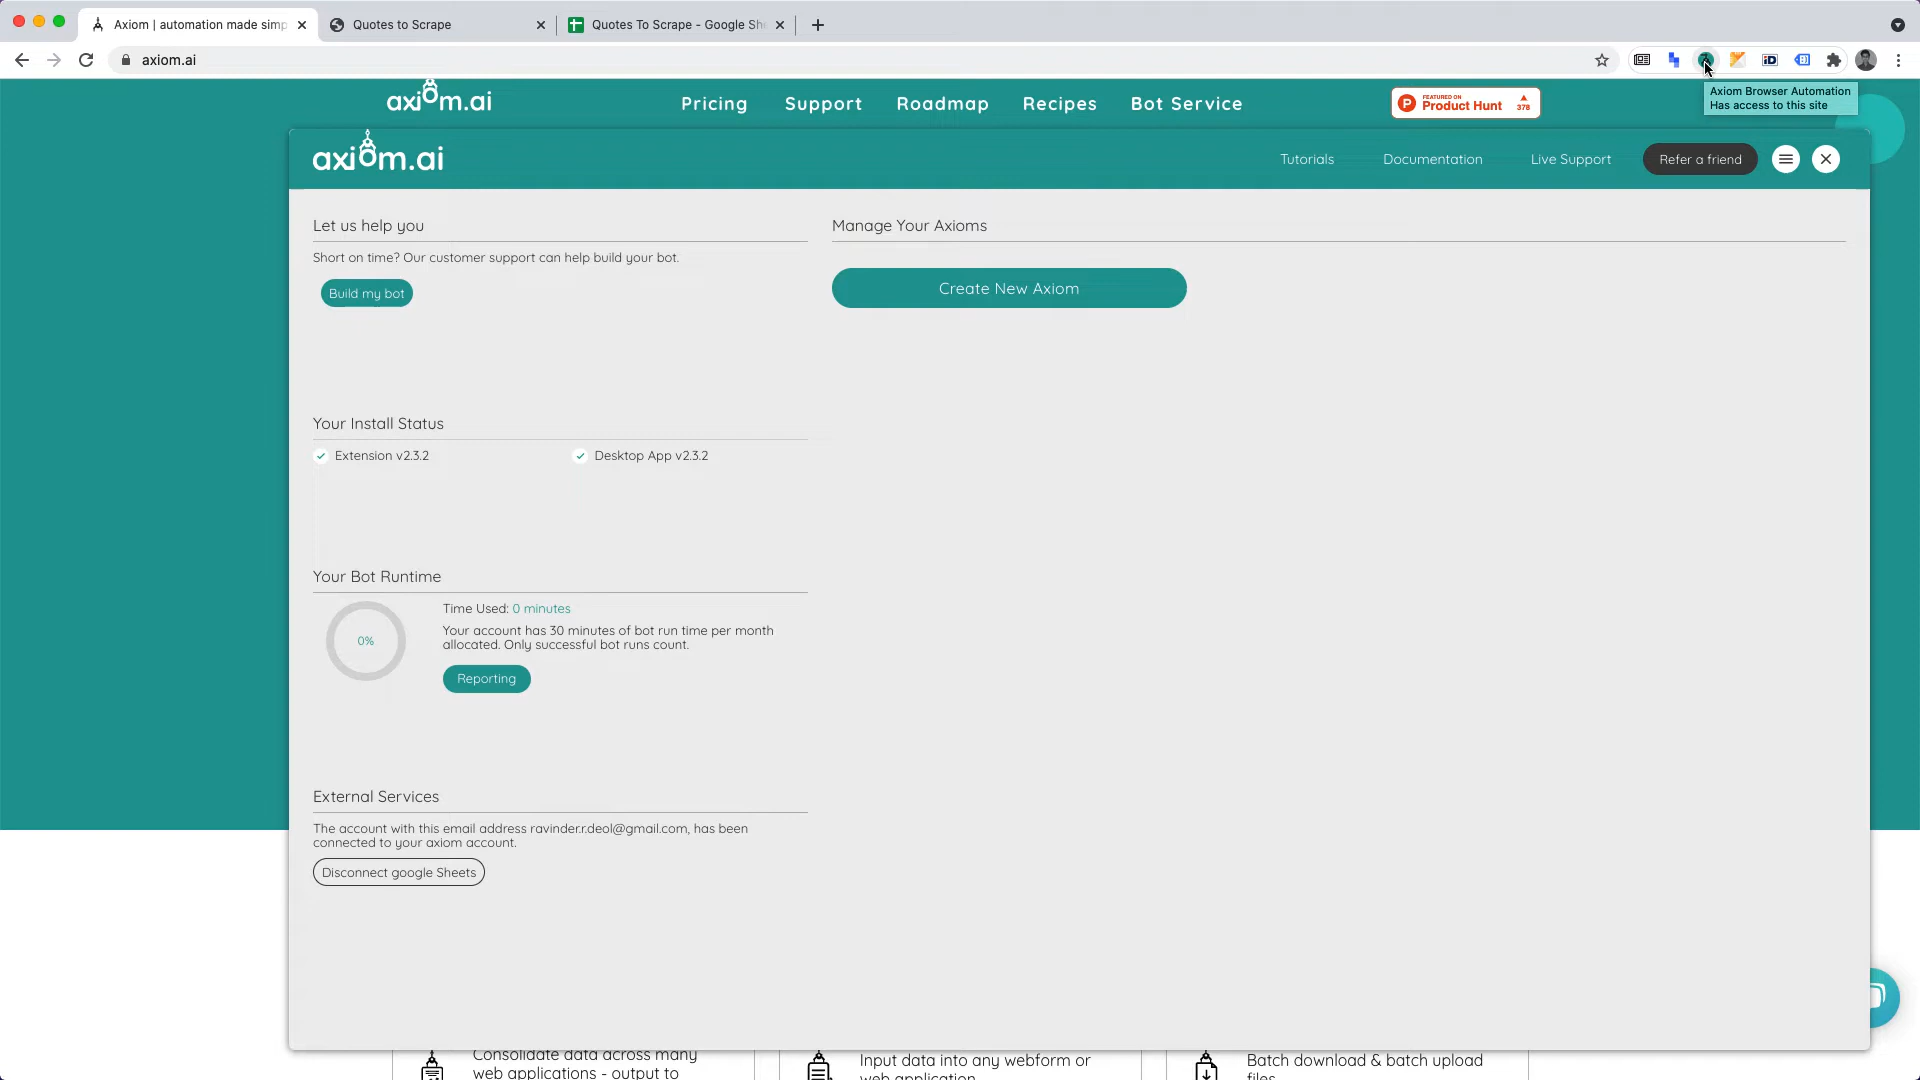 Axiom | automation made simp
Quotes to Scrape
Quotes To Scrape - Google She
axiom.ai
Axiom Browser Automation
Has access to this site
axiom.ai
Pricing
Support
Roadmap
Recipes
Bot Service
FEATURED ON
Product Hunt
378
axiom.ai
Tutorials
Documentation
Live Support
Refer a friend
Let us help you
Short on time? Our customer support can help build your bot.
Build my bot
Manage Your Axioms
Create New Axiom
Your Install Status
Extension v2.3.2
Desktop App v2.3.2
Your Bot Runtime
0%
Time Used: 0 minutes
Your account has 30 minutes of bot run time per month
allocated. Only successful bot runs count.
Reporting
External Services
The account with this email address ravinder.r.deol@gmail.com, has been
connected to your axiom account.
Disconnect google Sheets
Consolidate data across many
web applications - output to
Input data into any webform or
web application
Batch download & batch upload
files